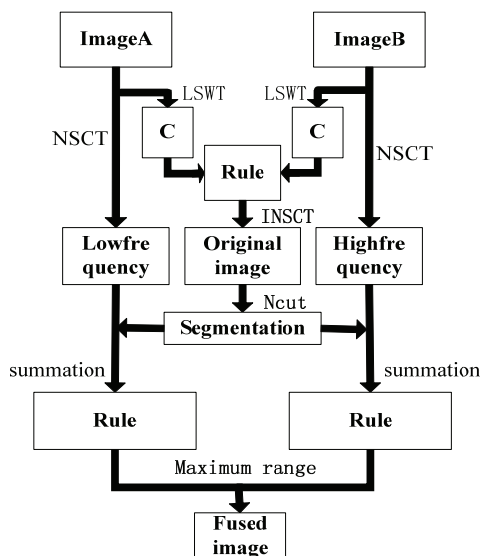 ImageA
ImageB
LSWT
LSWT
C
C
NSCT
NSCT
Rule
INSCT
Lowfre
quency
Original
image
Highfre
quency
Ncut
Segmentation
summation
summation
Rule
Rule
Maximum range
Fused
image